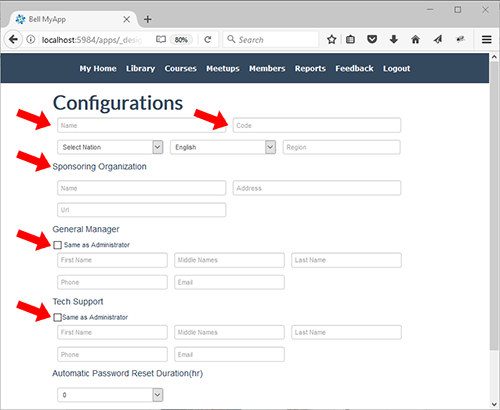 Bell MyApp
localhost:5984/apps/_desig
80%
Search
My Home Library Courses Meetups Members Reports Feedback Logout
Configurations
Name Code
Select Nation English Region
Sponsoring Organization
Name Address
Url
General Manager
Same as Administrator
First Name Middle Names Last Name
Phone Email
Tech Support
Same as Administrator
First Name Middle Names Last Name
Phone Email
Automatic Password Reset Duration(hr)
0